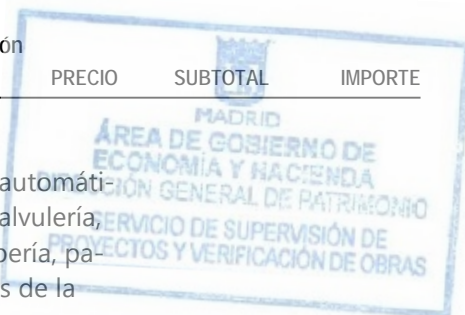 ón
PRECIO SUBTOTAL IMPORTE
MADRID
ÁREA DE GOBIERNO DE
ECONOMÍA Y HACIENDA
DIRECCIÓN GENERAL DE PATRIMONIO
SERVICIO DE SUPERVISIÓN DE
PROYECTOS Y VERIFICACIÓN DE OBRAS
automáti-
alvulería,
bería, pa-
s de la